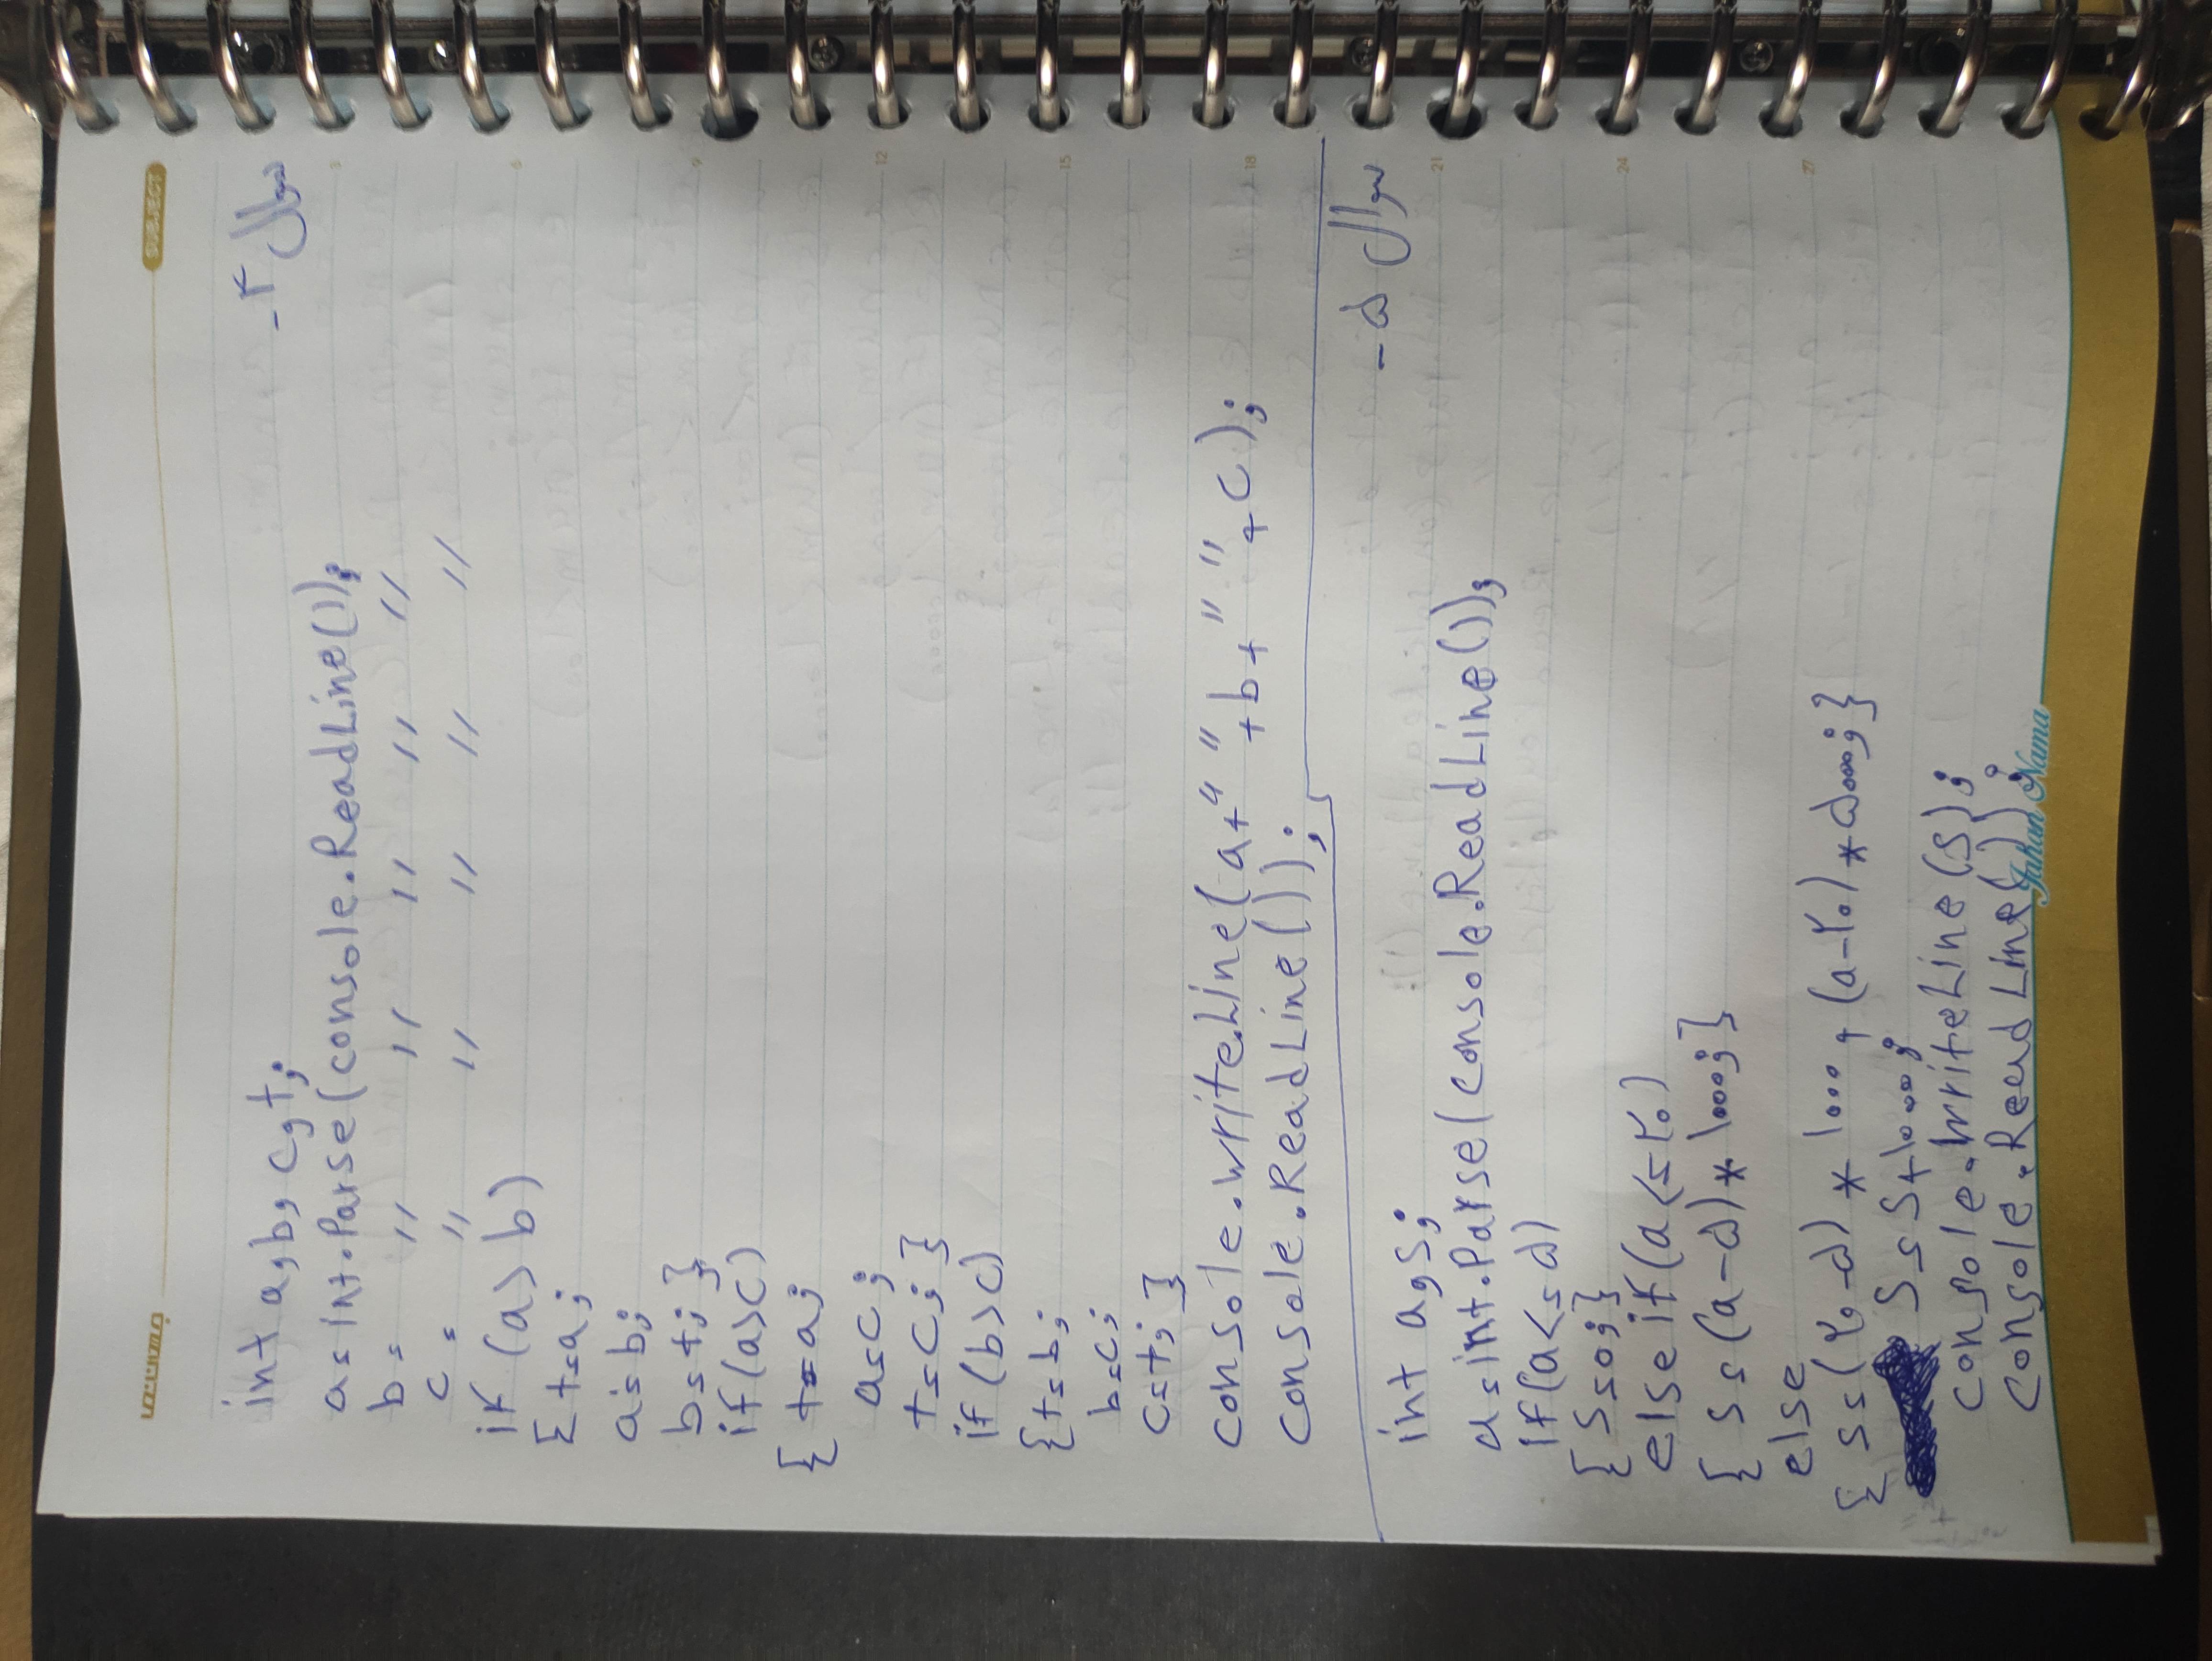 جهان‌نما
SUBJECT
سوال ۴-
int a, b, c, t;
a = int.Parse(console.ReadLine());
b = // // // // //
c = // // // // //
if (a > b)
{ t = a;
a = b;
b = t; }
if (a > c)
{ t = a;
a = c;
t = c; }
if (b > c)
{ t = b;
b = c;
c = t; }
console.write.Line(a+" "+b+" "+c);
console.ReadLine());
سوال ۵-
int a, s;
a = int.Parse(console.ReadLine());
if(a <= ۵)
{ S = 0; }
else if(a <= ۲۰)
{ S = (a-۵)* ۱۰۰۰; }
else
{ S = (۲۰-۵) * ۱۰۰۰ + (a-۲۰) * ۵۰۰۰; }
S = S+۱۰۰۰۰;
console.WriteLine(s);
console.ReadLine());
Jahan Nama